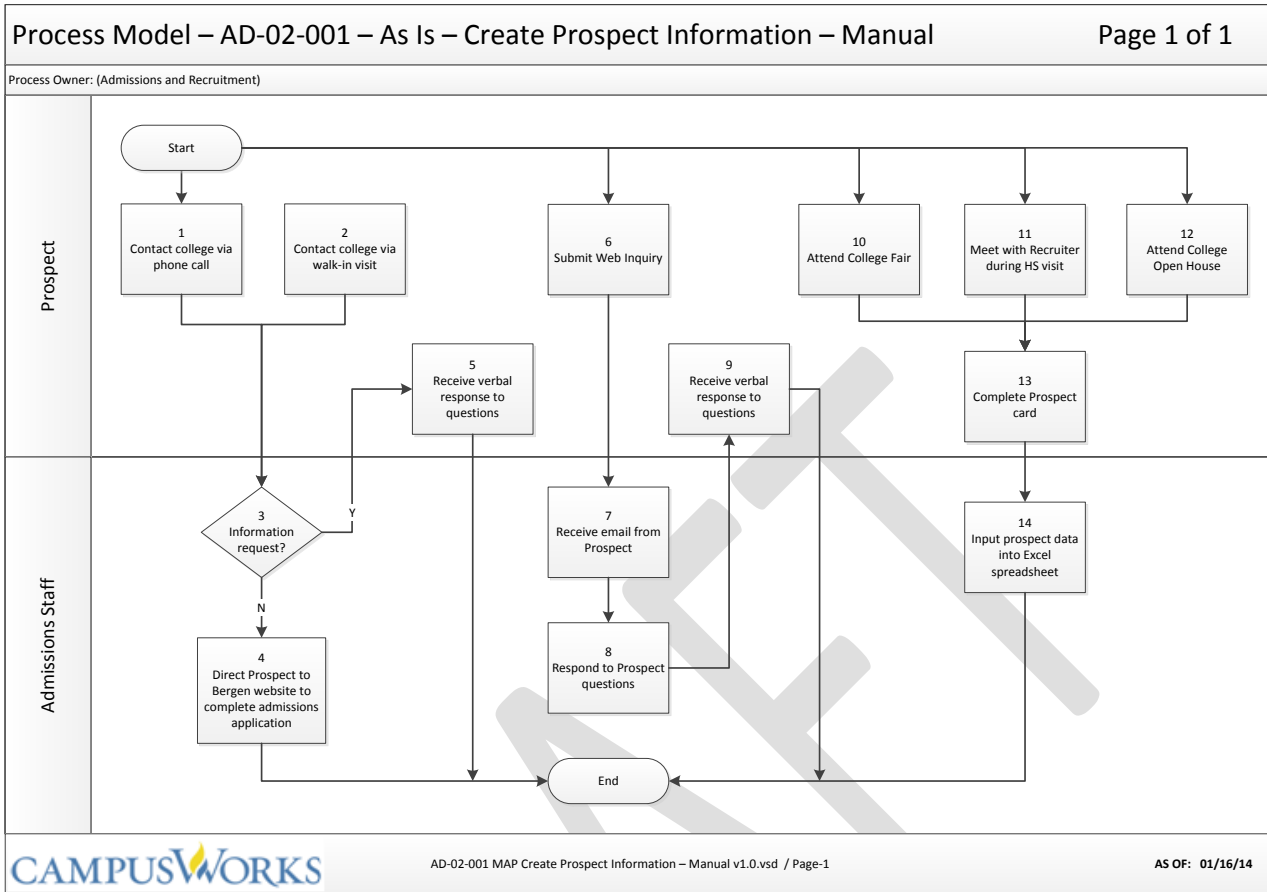 Process Model – AD-02-001 – As Is – Create Prospect Information – Manual
Page 1 of 1
Process Owner: (Admissions and Recruitment)
Prospect
Start
1
Contact college via
phone call
2
Contact college via
walk-in visit
6
Submit Web Inquiry
10
Attend College Fair
11
Meet with Recruiter
during HS visit
12
Attend College
Open House
5
Receive verbal
response to
questions
9
Receive verbal
response to
questions
13
Complete Prospect
card
Admissions Staff
3
Information
request?
Y
N
4
Direct Prospect to
Bergen website to
complete admissions
application
7
Receive email from
Prospect
8
Respond to Prospect
questions
14
Input prospect data
into Excel
spreadsheet
End
AFT
CAMPUSWORKS
AD-02-001 MAP Create Prospect Information – Manual v1.0.vsd / Page-1
AS OF: 01/16/14